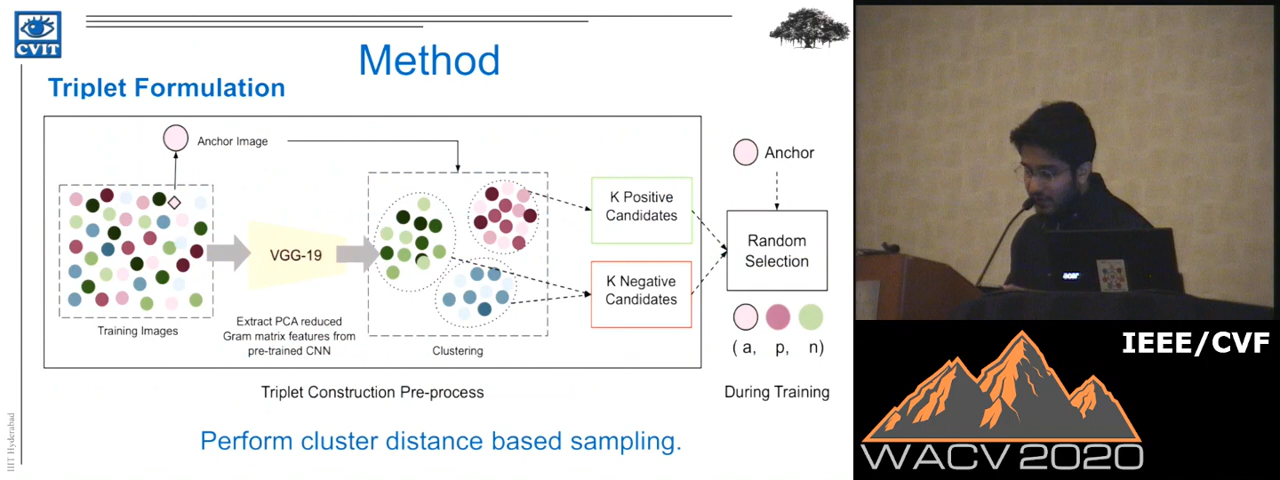 CVIT
Method
Triplet Formulation
Anchor Image
Training Images
VGG-19
Extract PCA reduced
Gram matrix features from
pre-trained CNN
Clustering
K Positive
Candidates
K Negative
Candidates
Anchor
Random
Selection
( a, p, n)
Triplet Construction Pre-process
During Training
Perform cluster distance based sampling.
IIIT Hyderabad
acer
IEEE/CVF
WACV 2020